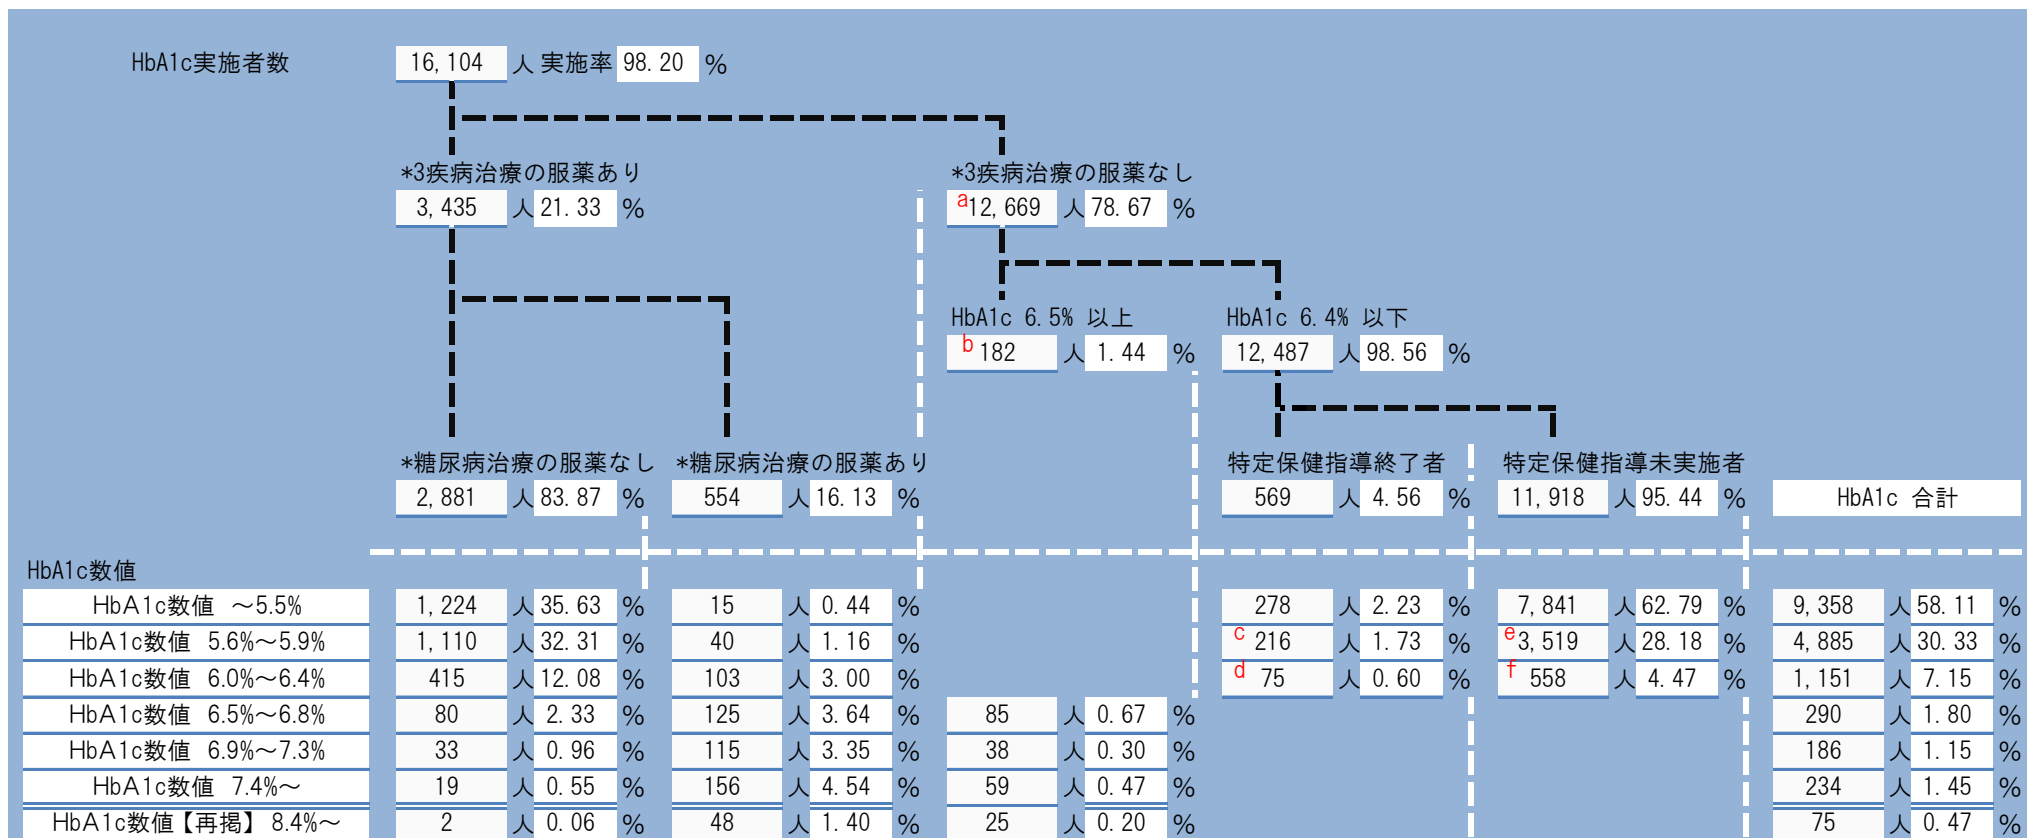 HbA1c実施者数 16,104 人 実施率 98.20 %
*3疾病治療の服薬あり *3疾病治療の服薬なし
3,435 人 21.33 % a 12,669 人 78.67 %
HbA1c 6.5% 以上 HbA1c 6.4% 以下
b 182 人 1.44 % 12,487 人 98.56 %
*糖尿病治療の服薬なし *糖尿病治療の服薬あり 特定保健指導終了者 特定保健指導未実施者
2,881 人 83.87 % 554 人 16.13 % 569 人 4.56 % 11,918 人 95.44 % HbA1c 合計
HbA1c数値
HbA1c数値 ～5.5% 1,224 人 35.63 % 15 人 0.44 % 278 人 2.23 % 7,841 人 62.79 % 9,358 人 58.11 %
HbA1c数値 5.6%～5.9% 1,110 人 32.31 % 40 人 1.16 % c 216 人 1.73 % e 3,519 人 28.18 % 4,885 人 30.33 %
HbA1c数値 6.0%～6.4% 415 人 12.08 % 103 人 3.00 % d 75 人 0.60 % f 558 人 4.47 % 1,151 人 7.15 %
HbA1c数値 6.5%～6.8% 80 人 2.33 % 125 人 3.64 % 85 人 0.67 % 290 人 1.80 %
HbA1c数値 6.9%～7.3% 33 人 0.96 % 115 人 3.35 % 38 人 0.30 % 186 人 1.15 %
HbA1c数値 7.4%～ 19 人 0.55 % 156 人 4.54 % 59 人 0.47 % 234 人 1.45 %
HbA1c数値【再掲】 8.4%～ 2 人 0.06 % 48 人 1.40 % 25 人 0.20 % 75 人 0.47 %